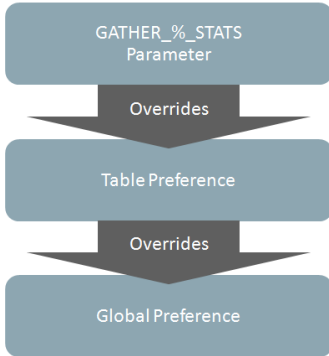 GATHER_%_STATS
Parameter
Overrides
Table Preference
Overrides
Global Preference